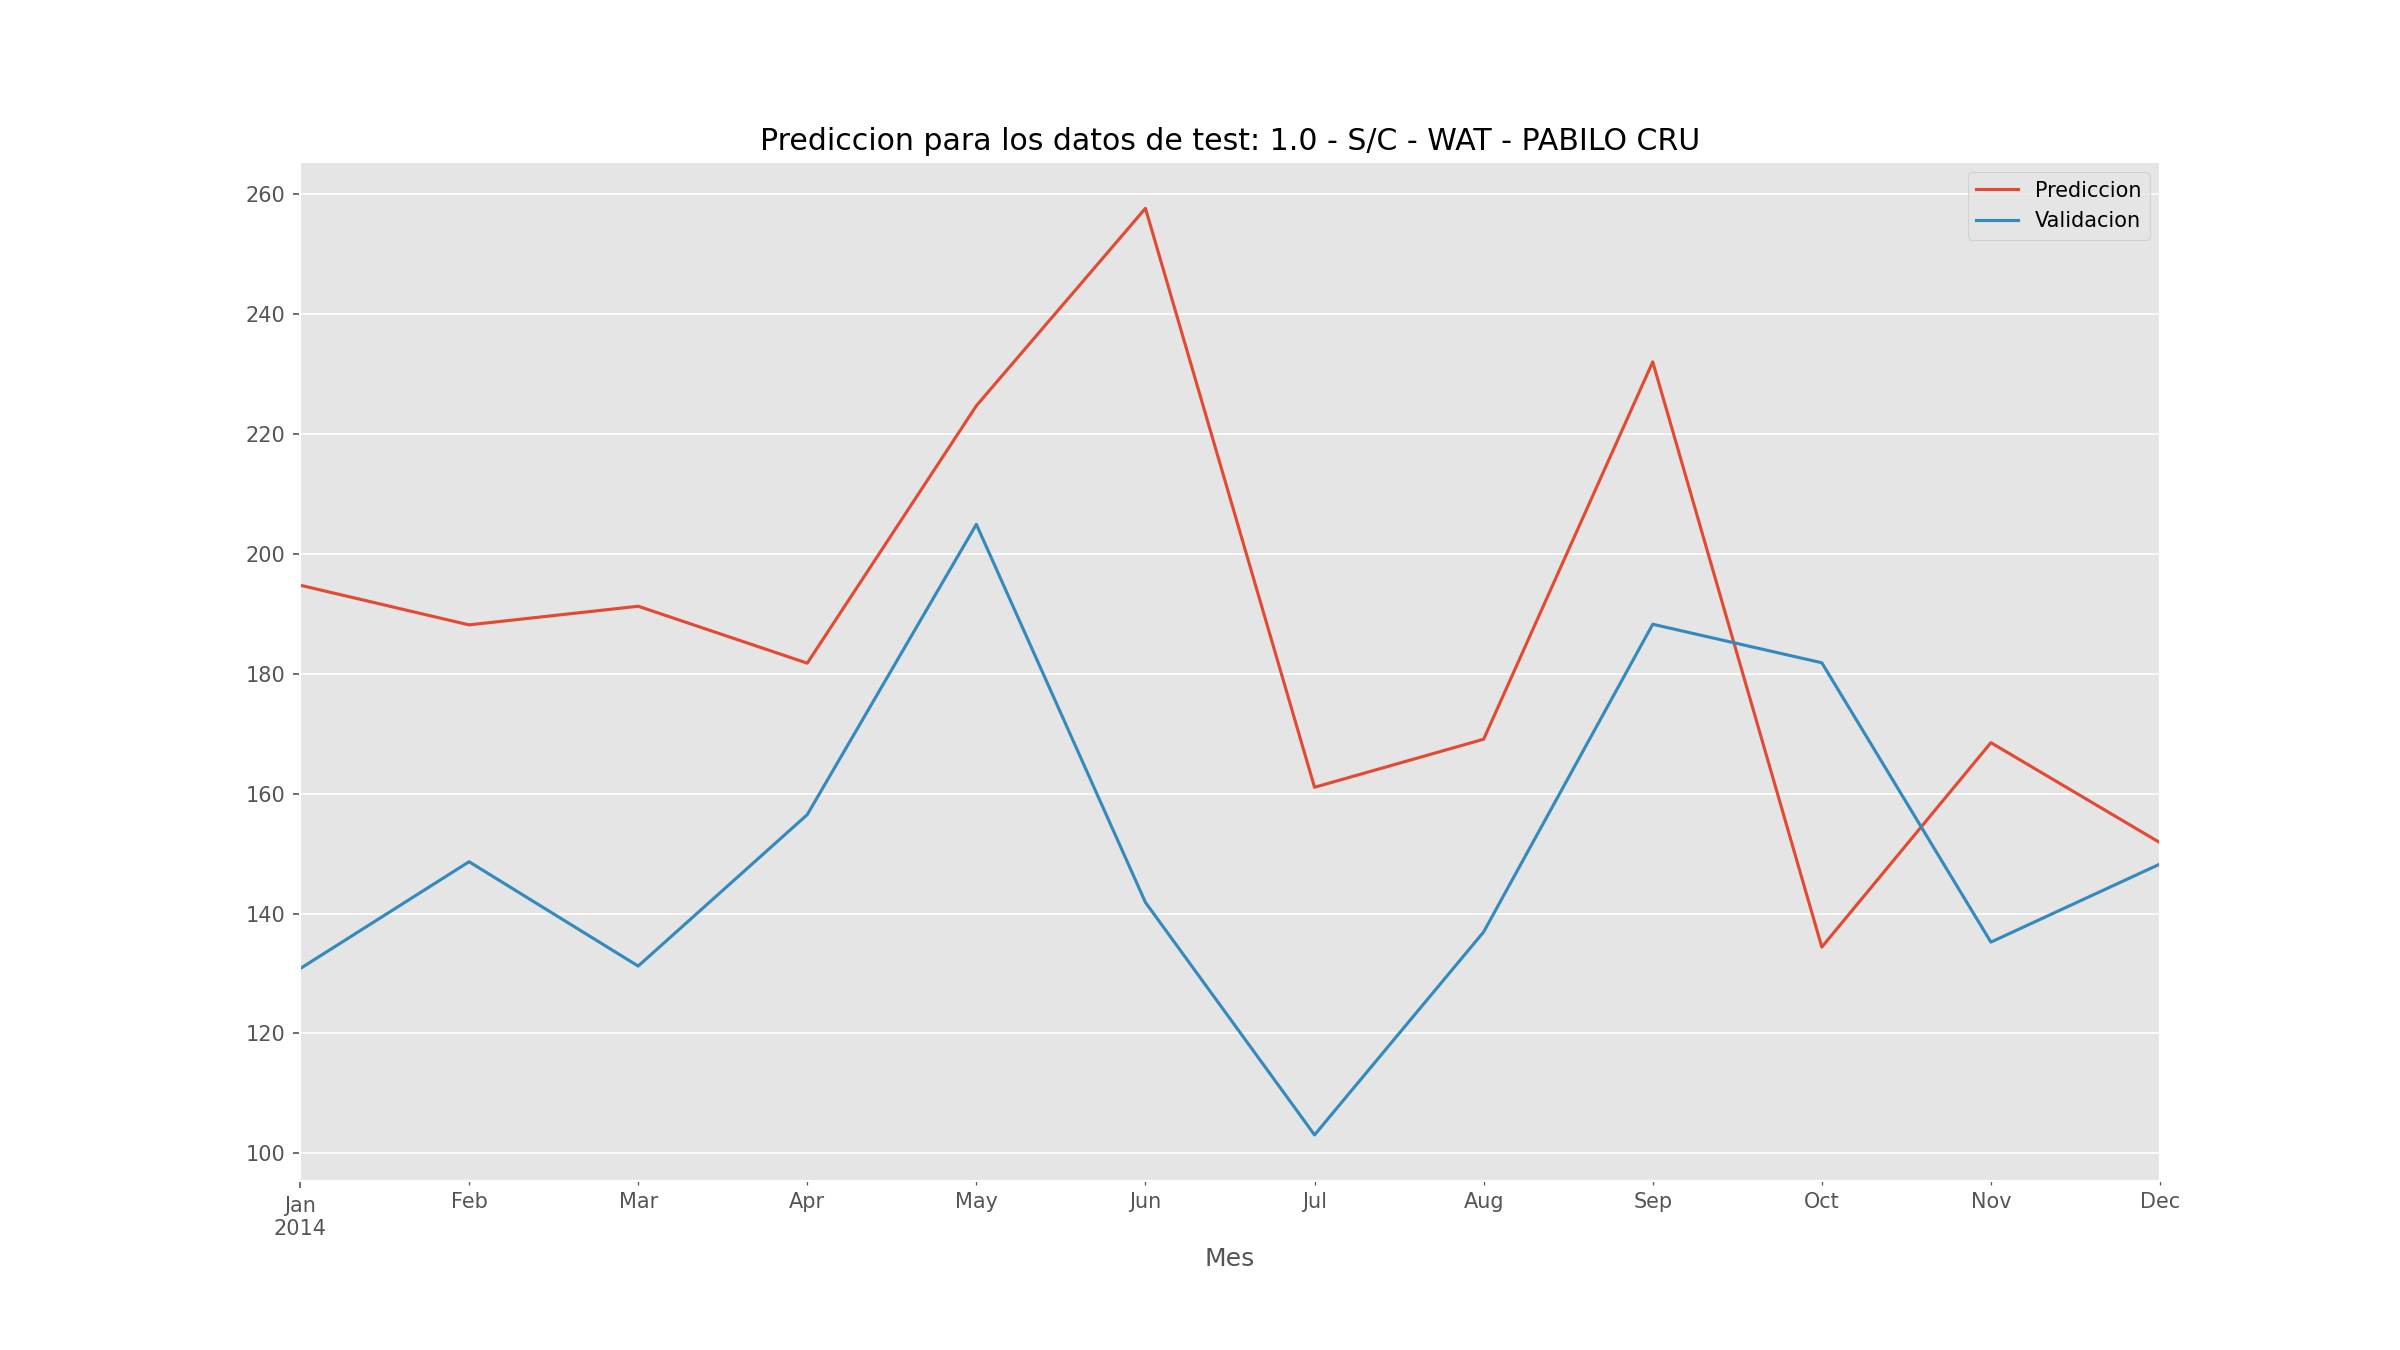 Prediccion para los datos de test: 1.0 - S/C - WAT - PABILO CRU
Prediccion
Validacion
260
240
220
200
180
160
140
120
100
Jan Feb Mar Apr May Jun Jul Aug Sep Oct Nov Dec
2014
Mes